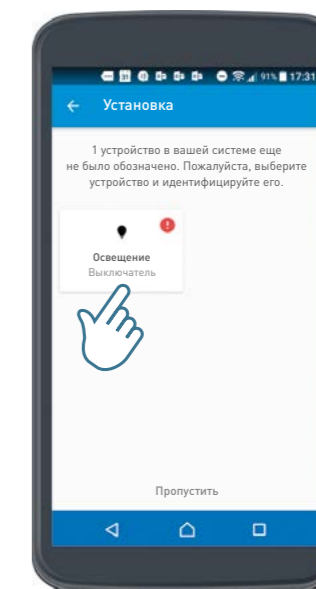 91% 17:31
Установка
1 устройство в вашей системе еще
не было обозначено. Пожалуйста, выберите
устройство и идентифицируйте его.
Освещение
Выключатель
Пропустить